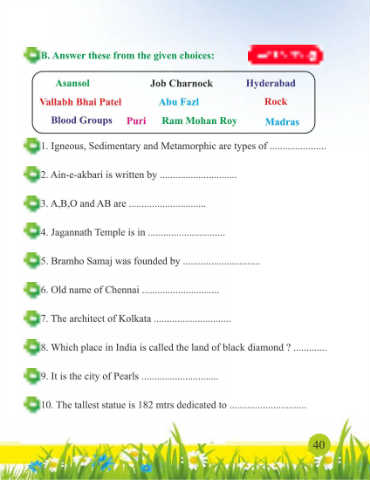 B. Answer these from the given choices:
Asansol Job Charnock Hyderabad
Vallabh Bhai Patel Abu Fazl Rock
Blood Groups Puri Ram Mohan Roy Madras
1. Igneous, Sedimentary and Metamorphic are types of ......................
2. Ain-e-akbari is written by ..............................
3. A,B,O and AB are ..............................
4. Jagannath Temple is in ..............................
5. Bramho Samaj was founded by ..............................
6. Old name of Chennai ..............................
7. The architect of Kolkata ..............................
8. Which place in India is called the land of black diamond ? .............
9. It is the city of Pearls ..............................
10. The tallest statue is 182 mtrs dedicated to ..............................
40